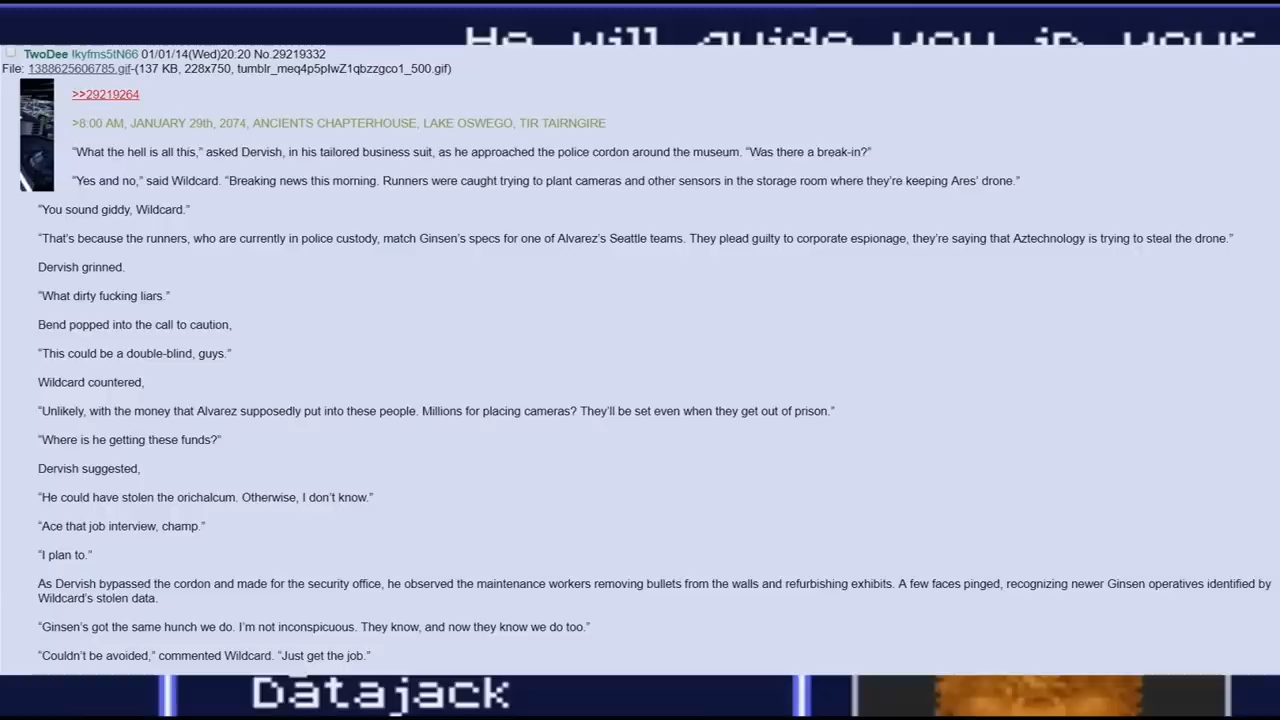 He will guide you in your
TwoDee !kyfms5tN66 01/01/14(Wed)20:20 No.29219332
File: 1388625606785.gif-(137 KB, 228x750, tumblr_meq4p5pIwZ1qbzzgco1_500.gif)
>>29219264
>8:00 AM, JANUARY 29th, 2074, ANCIENTS CHAPTERHOUSE, LAKE OSWEGO, TIR TAIRNGIRE
“What the hell is all this,” asked Dervish, in his tailored business suit, as he approached the police cordon around the museum. “Was there a break-in?”
“Yes and no,” said Wildcard. “Breaking news this morning. Runners were caught trying to plant cameras and other sensors in the storage room where they’re keeping Ares’ drone.”
“You sound giddy, Wildcard.”
“That’s because the runners, who are currently in police custody, match Ginsen’s specs for one of Alvarez’s Seattle teams. They plead guilty to corporate espionage, they’re saying that Aztechnology is trying to steal the drone.”
Dervish grinned.
“What dirty fucking liars.”
Bend popped into the call to caution,
“This could be a double-blind, guys.”
Wildcard countered,
“Unlikely, with the money that Alvarez supposedly put into these people. Millions for placing cameras? They’ll be set even when they get out of prison.”
“Where is he getting these funds?”
Dervish suggested,
“He could have stolen the orichalcum. Otherwise, I don’t know.”
“Ace that job interview, champ.”
“I plan to.”
As Dervish bypassed the cordon and made for the security office, he observed the maintenance workers removing bullets from the walls and refurbishing exhibits. A few faces pinged, recognizing newer Ginsen operatives identified by
Wildcard’s stolen data.
“Ginsen’s got the same hunch we do. I’m not inconspicuous. They know, and now they know we do too.”
“Couldn’t be avoided,” commented Wildcard. “Just get the job.”
Datajack